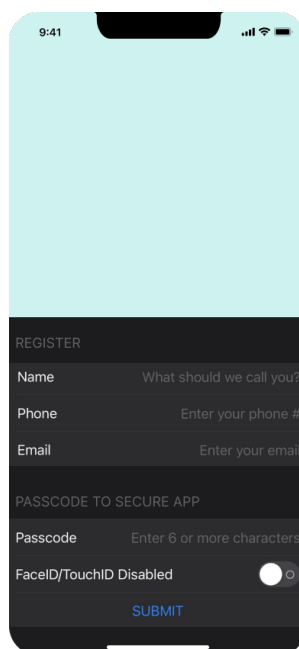 9:41
REGISTER
Name What should we call you?
Phone Enter your phone #
Email Enter your email
PASSCODE TO SECURE APP
Passcode Enter 6 or more characters
FaceID/TouchID Disabled
SUBMIT